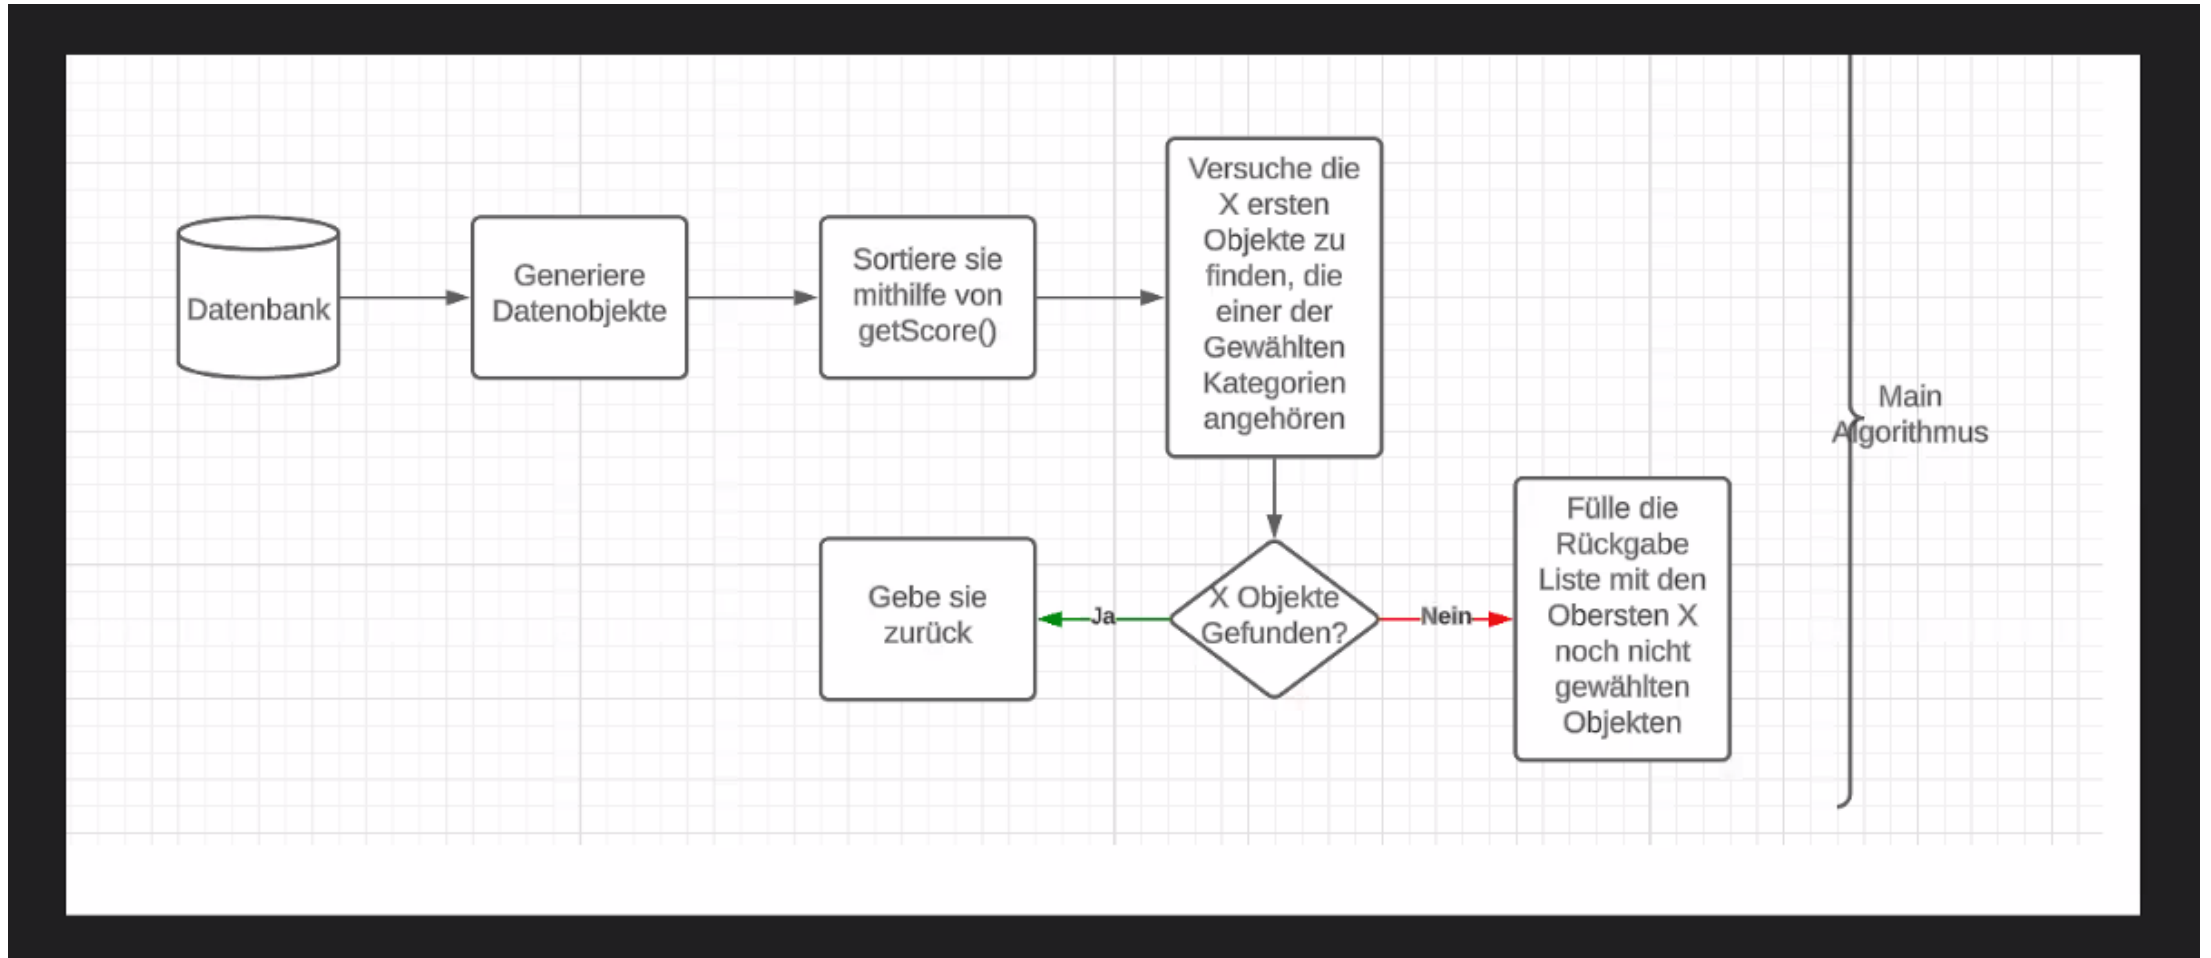 Datenbank
Generiere
Datenobjekte
Sortiere sie
mithilfe von
getScore()
Versuche die
X ersten
Objekte zu
finden, die
einer der
Gewählten
Kategorien
angehören
X Objekte
Gefunden?
Ja
Gebe sie
zurück
Nein
Fülle die
Rückgabe
Liste mit den
Obersten X
noch nicht
gewählten
Objekten
Main
Algorithmus